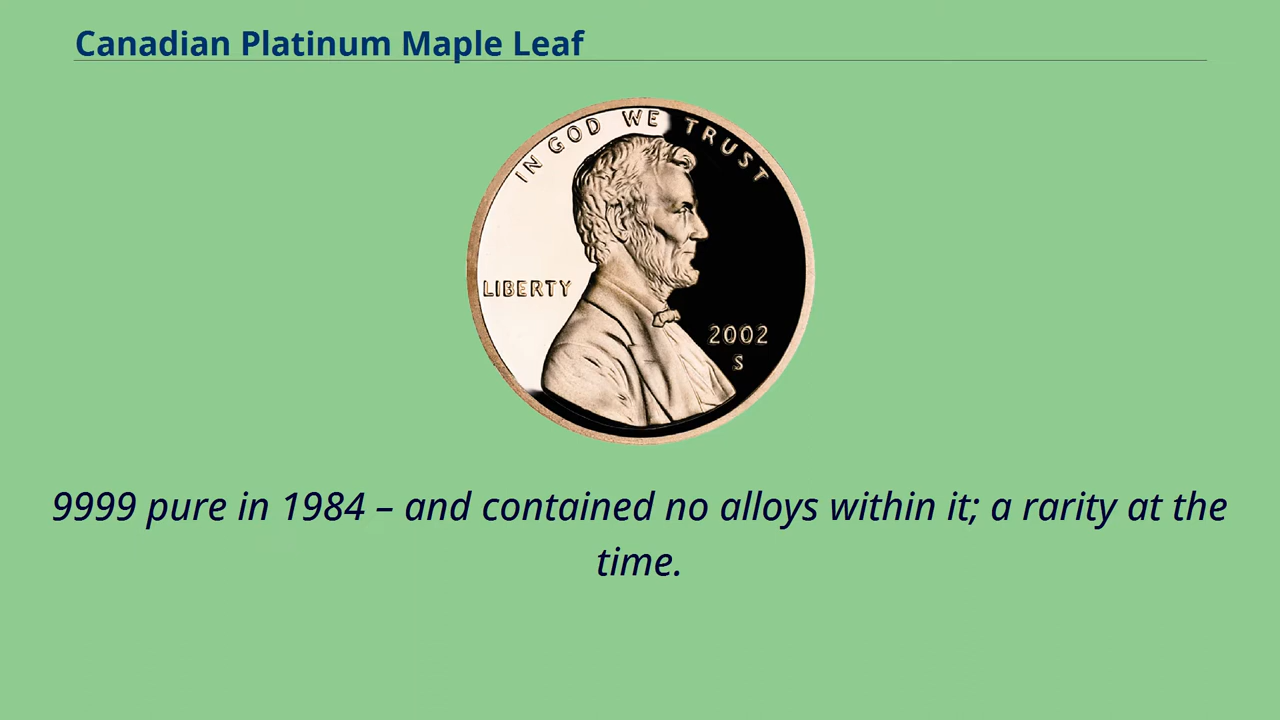 Canadian Platinum Maple Leaf
IN GOD WE TRUST
LIBERTY
2002
S
9999 pure in 1984 – and contained no alloys within it; a rarity at the
time.